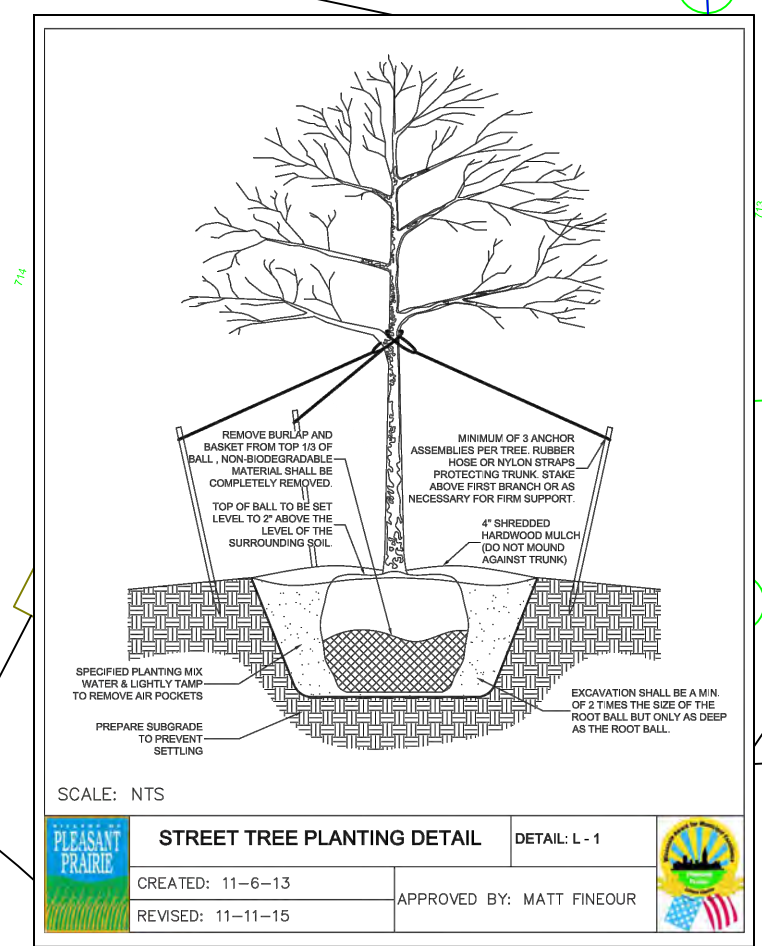 714
713
REMOVE BURLAP AND
BASKET FROM TOP 1/3 OF
BALL , NON-BIODEGRADABLE
MATERIAL SHALL BE
COMPLETELY REMOVED.
TOP OF BALL TO BE SET
LEVEL TO 2" ABOVE THE
LEVEL OF THE
SURROUNDING SOIL.
MINIMUM OF 3 ANCHOR
ASSEMBLIES PER TREE. RUBBER
HOSE OR NYLON STRAPS
PROTECTING TRUNK. STAKE
ABOVE FIRST BRANCH OR AS
NECESSARY FOR FIRM SUPPORT.
4" SHREDDED
HARDWOOD MULCH
(DO NOT MOUND
AGAINST TRUNK)
SPECIFIED PLANTING MIX
WATER & LIGHTLY TAMP
TO REMOVE AIR POCKETS
PREPARE SUBGRADE
TO PREVENT
SETTLING
EXCAVATION SHALL BE A MIN.
OF 2 TIMES THE SIZE OF THE
ROOT BALL BUT ONLY AS DEEP
AS THE ROOT BALL.
SCALE: NTS
VILLAGE OF
PLEASANT
PRAIRIE
STREET TREE PLANTING DETAIL
DETAIL: L - 1
CREATED: 11-6-13
REVISED: 11-11-15
APPROVED BY: MATT FINEOUR